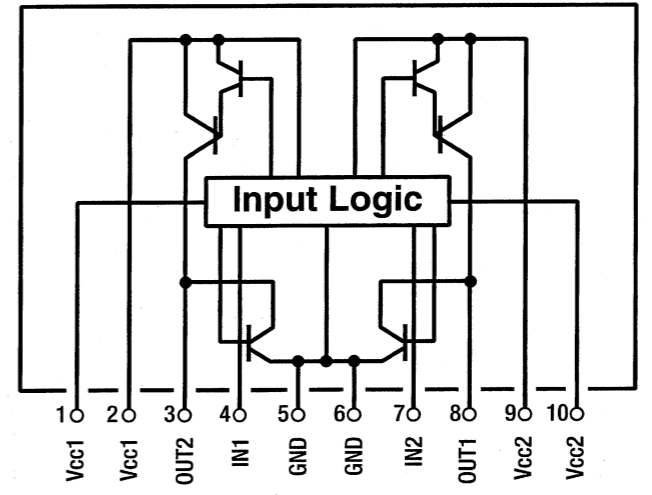 Input Logic
1 2 3 4 5 6 7 8 9 10
Vcc1
Vcc1
OUT2
IN1
GND
GND
IN2
OUT1
Vcc2
Vcc2